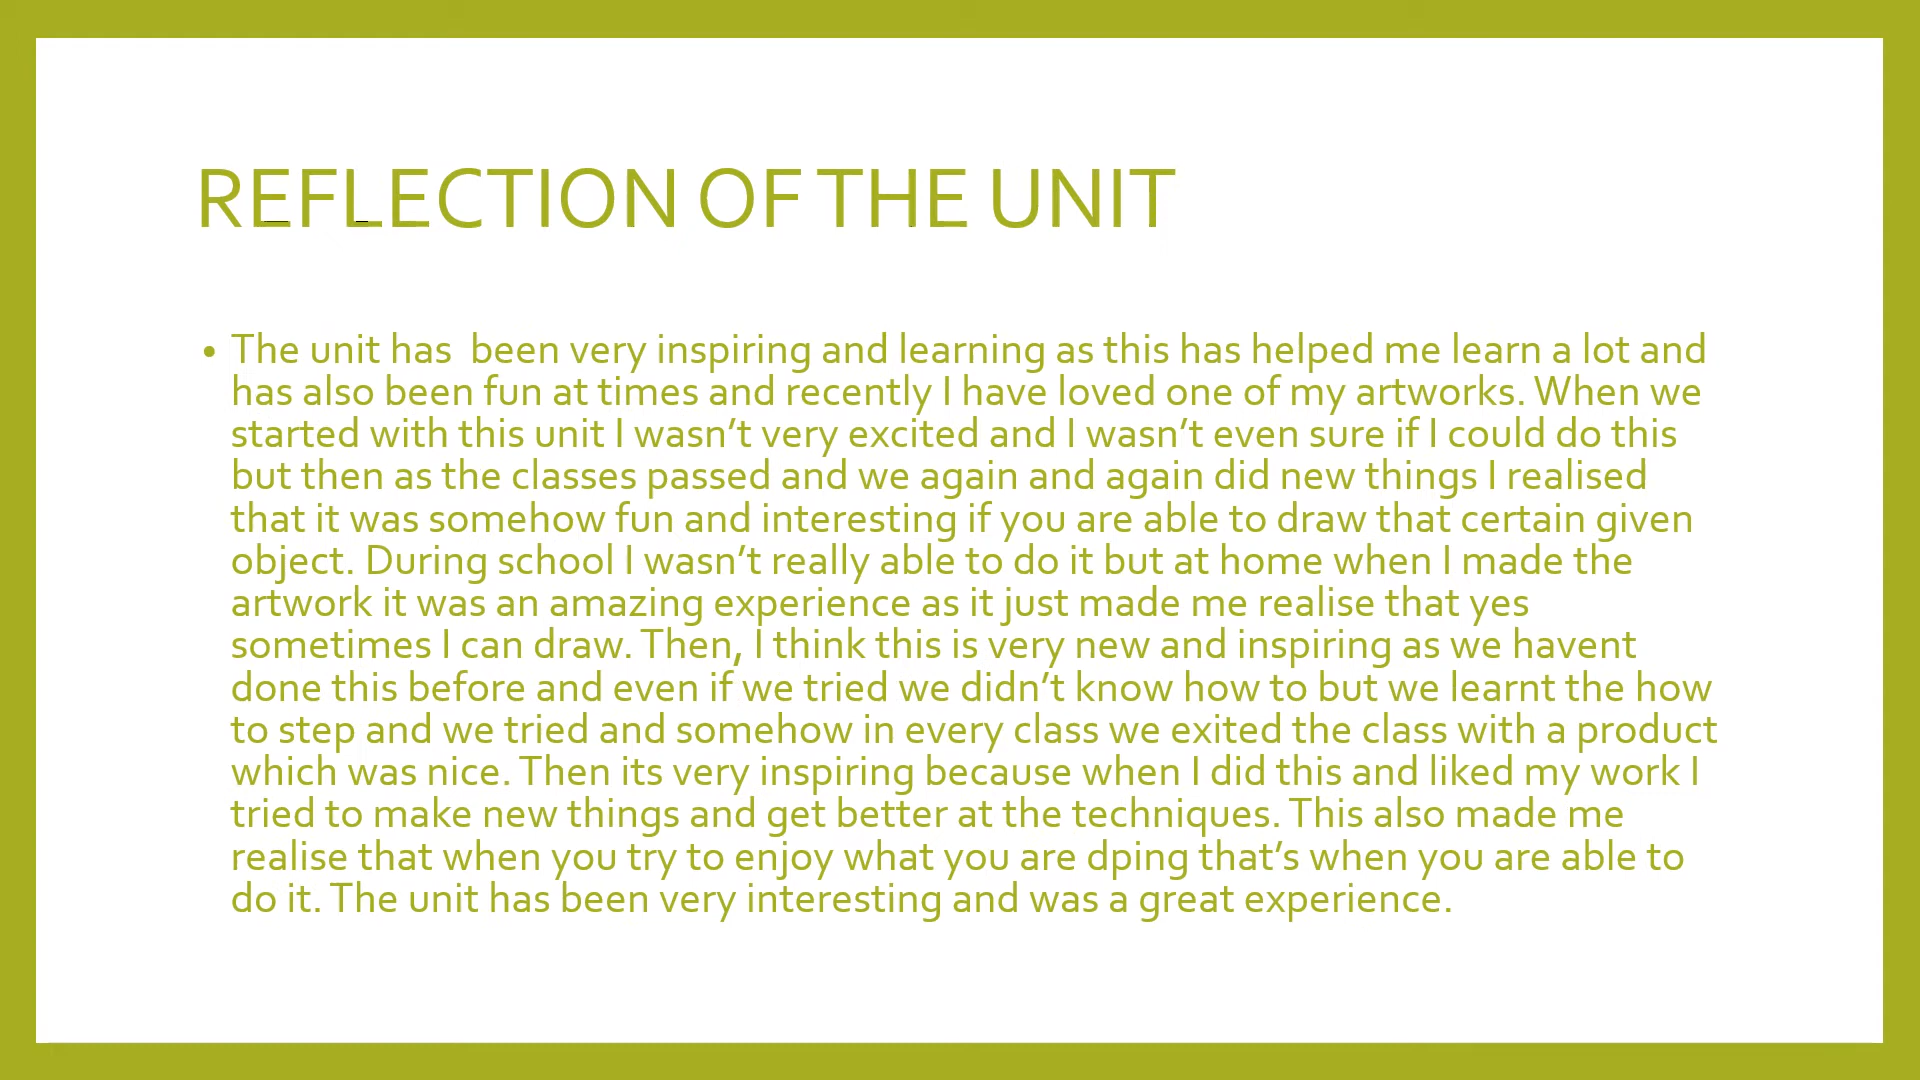 REFLECTION OF THE UNIT
• The unit has  been very inspiring and learning as this has helped me learn a lot and
has also been fun at times and recently I have loved one of my artworks. When we
started with this unit I wasn’t very excited and I wasn’t even sure if I could do this
but then as the classes passed and we again and again did new things I realised
that it was somehow fun and interesting if you are able to draw that certain given
object. During school I wasn’t really able to do it but at home when I made the
artwork it was an amazing experience as it just made me realise that yes
sometimes I can draw. Then, I think this is very new and inspiring as we havent
done this before and even if we tried we didn’t know how to but we learnt the how
to step and we tried and somehow in every class we exited the class with a product
which was nice. Then its very inspiring because when I did this and liked my work I
tried to make new things and get better at the techniques. This also made me
realise that when you try to enjoy what you are dping that’s when you are able to
do it. The unit has been very interesting and was a great experience.